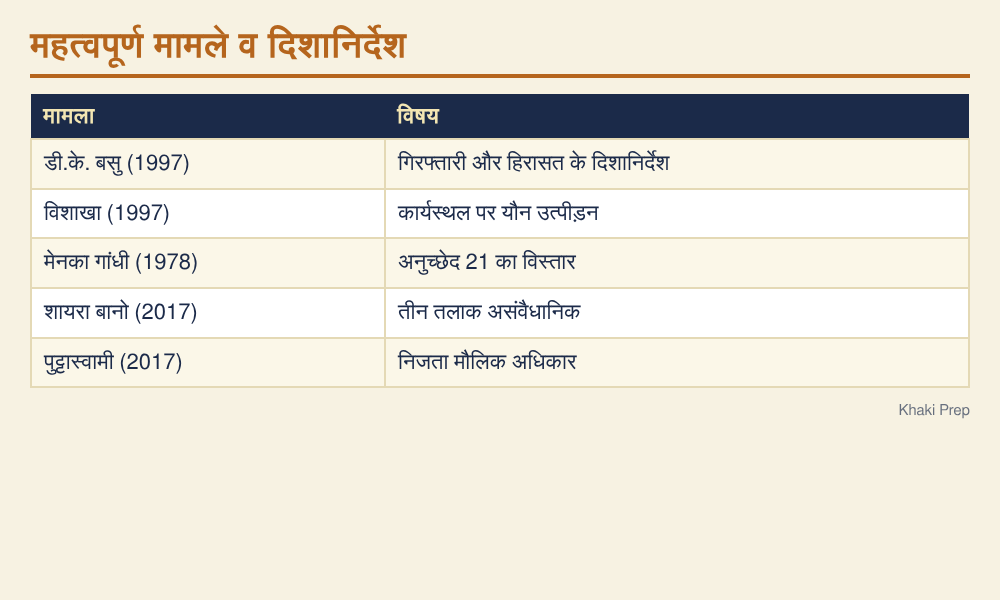 महत्वपूर्ण मामले व दिशानिर्देश
मामला विषय
डी.के. बसु (1997) गिरफ्तारी और हिरासत के दिशानिर्देश
विशाखा (1997) कार्यस्थल पर यौन उत्पीड़न
मेनका गांधी (1978) अनुच्छेद 21 का विस्तार
शायरा बानो (2017) तीन तलाक असंवैधानिक
पुट्टास्वामी (2017) निजता मौलिक अधिकार
Khaki Prep